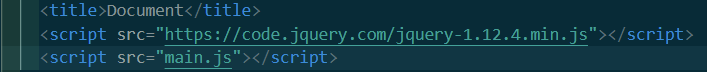 <title>Document</title>
<script src="https://code.jquery.com/jquery-1.12.4.min.js"></script>
<script src="main.js"></script>